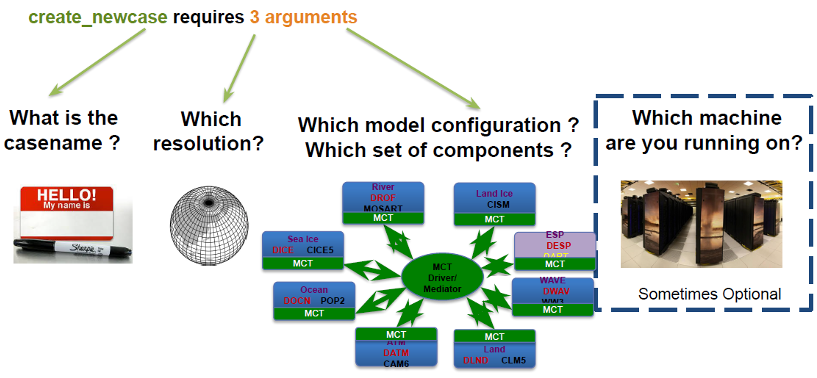 create_newcase requires 3 arguments
What is the
casename ?
Which
resolution?
Which model configuration ?
Which set of components ?
Which machine
are you running on?
HELLO!
My name is
Sharpie
River
DROF
MOSART
MCT
Land Ice
CISM
MCT
Sea Ice
DICE CICE5
MCT
ESP
DESP
DART
MCT
MCT
Driver/
Mediator
Ocean
DOCN POP2
MCT
WAVE
DWAV
WW3
MCT
MCT
ATM
DATM
CAM6
MCT
Land
DLND CLM5
Sometimes Optional